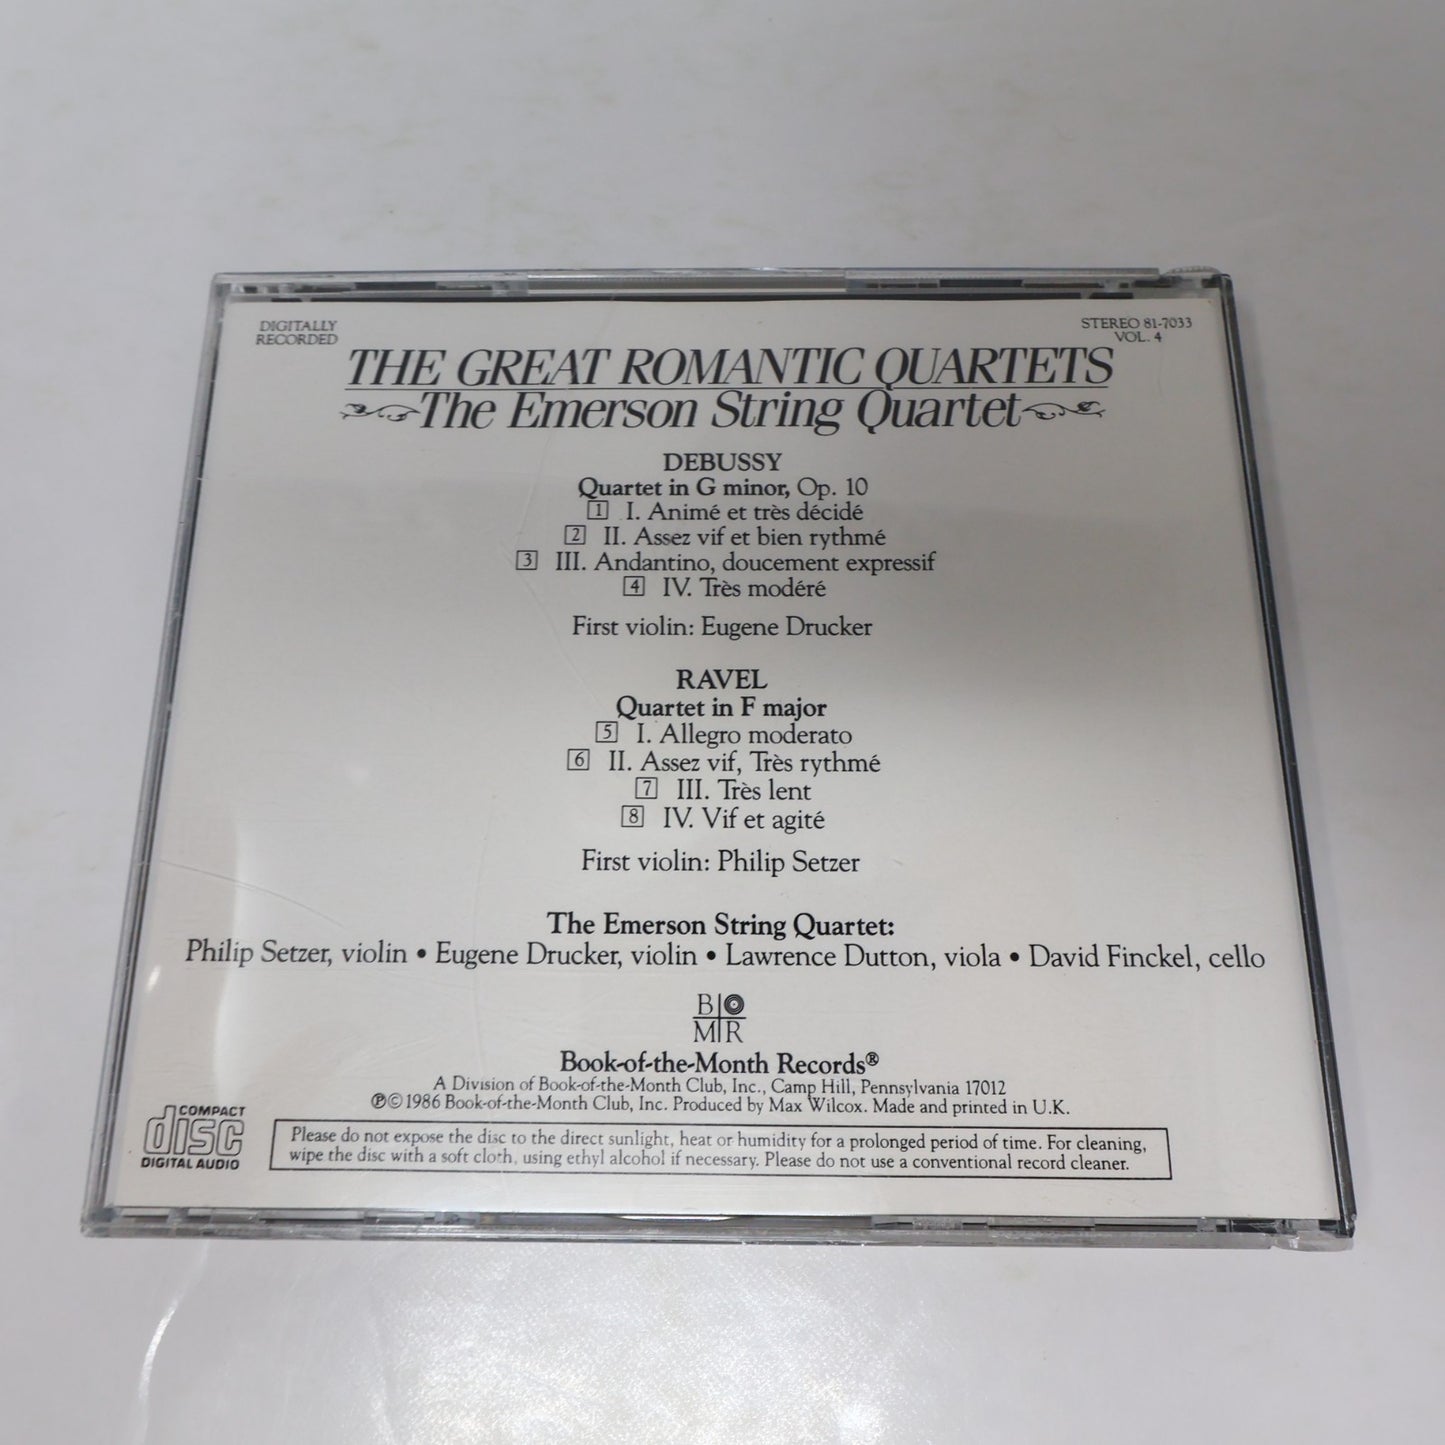 DIGITALLY
RECORDED
STEREO 81-7033
VOL. 4
THE GREAT ROMANTIC QUARTETS
The Emerson String Quartet
DEBUSSY
Quartet in G minor, Op. 10
1 I. Animé et très décidé
2 II. Assez vif et bien rythmé
3 III. Andantino, doucement expressif
4 IV. Très modéré
First violin: Eugene Drucker
RAVEL
Quartet in F major
5 I. Allegro moderato
6 II. Assez vif, Très rythmé
7 III. Très lent
8 IV. Vif et agité
First violin: Philip Setzer
The Emerson String Quartet:
Philip Setzer, violin • Eugene Drucker, violin • Lawrence Dutton, viola • David Finckel, cello
B
MR
Book-of-the-Month Records®
A Division of Book-of-the-Month Club, Inc., Camp Hill, Pennsylvania 17012
℗©1986 Book-of-the-Month Club, Inc. Produced by Max Wilcox. Made and printed in U.K.
COMPACT
disc
DIGITAL AUDIO
Please do not expose the disc to the direct sunlight, heat or humidity for a prolonged period of time. For cleaning,
wipe the disc with a soft cloth, using ethyl alcohol if necessary. Please do not use a conventional record cleaner.